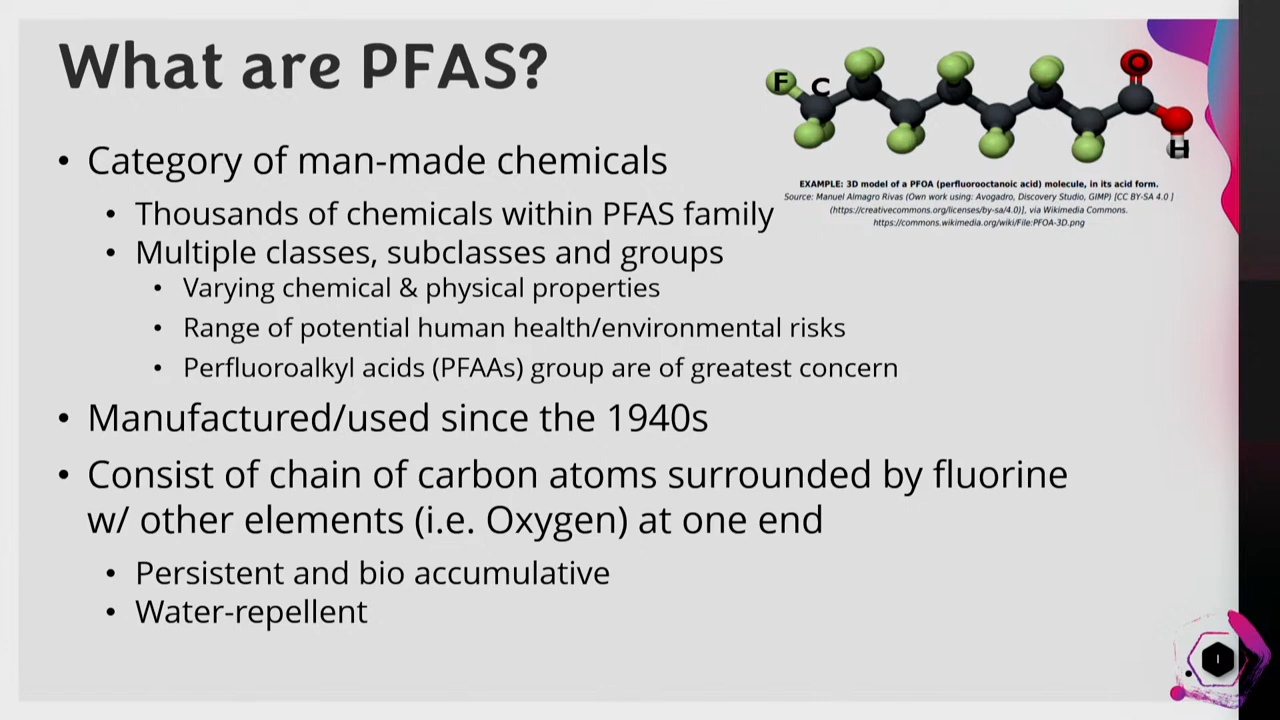 What are PFAS?
F
C
O
H
EXAMPLE: 3D model of a PFOA (perfluorooctanoic acid) molecule, in its acid form.
Source: Manuel Almagro Rivas (Own work using: Avogadro, Discovery Studio, GIMP) [CC BY-SA 4.0 ]
(https://creativecommons.org/licenses/by-sa/4.0)], via Wikimedia Commons.
https://commons.wikimedia.org/wiki/File:PFOA-3D.png
• Category of man-made chemicals
• Thousands of chemicals within PFAS family
• Multiple classes, subclasses and groups
• Varying chemical & physical properties
• Range of potential human health/environmental risks
• Perfluoroalkyl acids (PFAAs) group are of greatest concern
• Manufactured/used since the 1940s
• Consist of chain of carbon atoms surrounded by fluorine
w/ other elements (i.e. Oxygen) at one end
• Persistent and bio accumulative
• Water-repellent
I